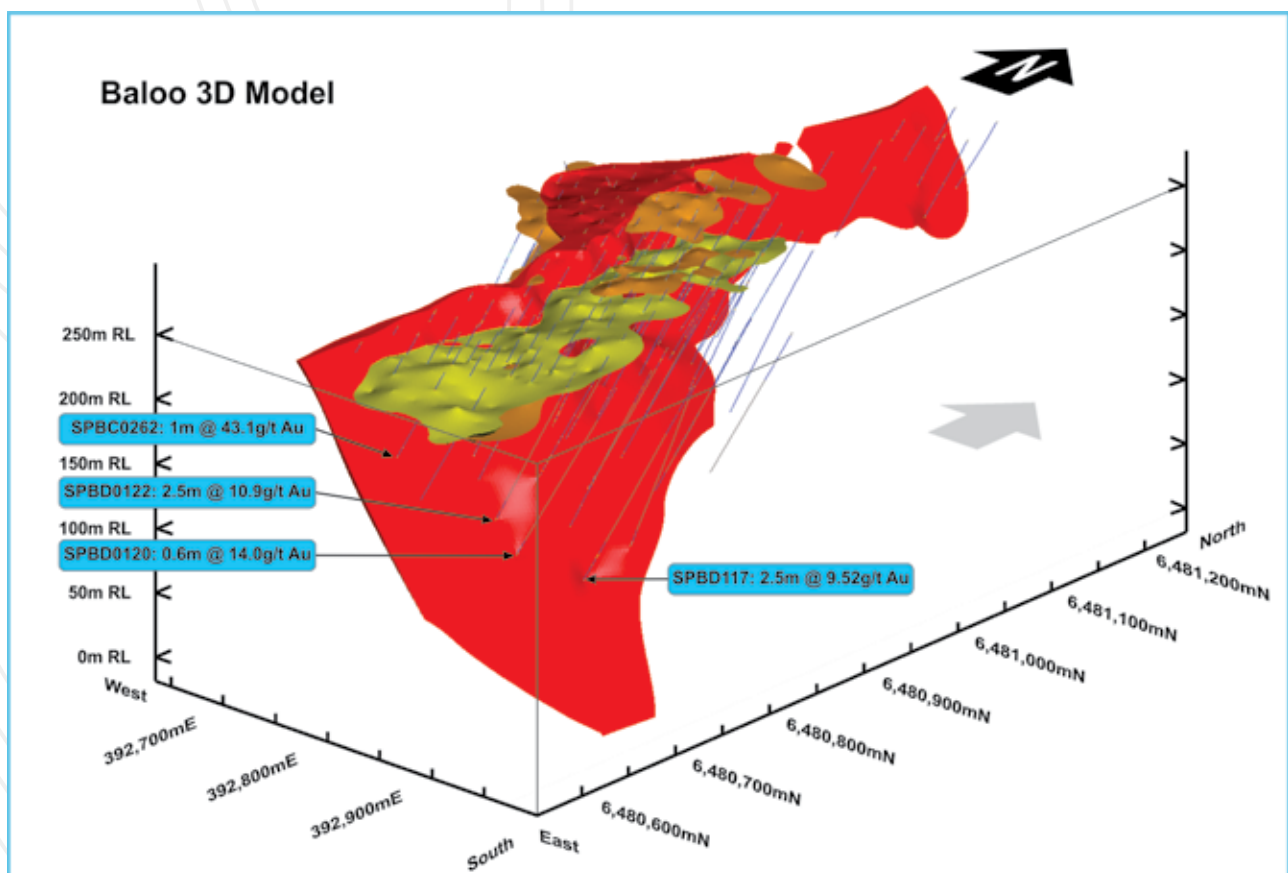 Baloo 3D Model
N
250m RL
200m RL
SPBC0262: 1m @ 43.1g/t Au
150m RL
SPBD0122: 2.5m @ 10.9g/t Au
100m RL
SPBD0120: 0.6m @ 14.0g/t Au
SPBD117: 2.5m @ 9.52g/t Au
50m RL
0m RL
West
392,700mE
392,800mE
392,900mE
South
East
6,480,600mN
6,480,700mN
6,480,800mN
6,480,900mN
6,481,000mN
6,481,100mN
6,481,200mN
North